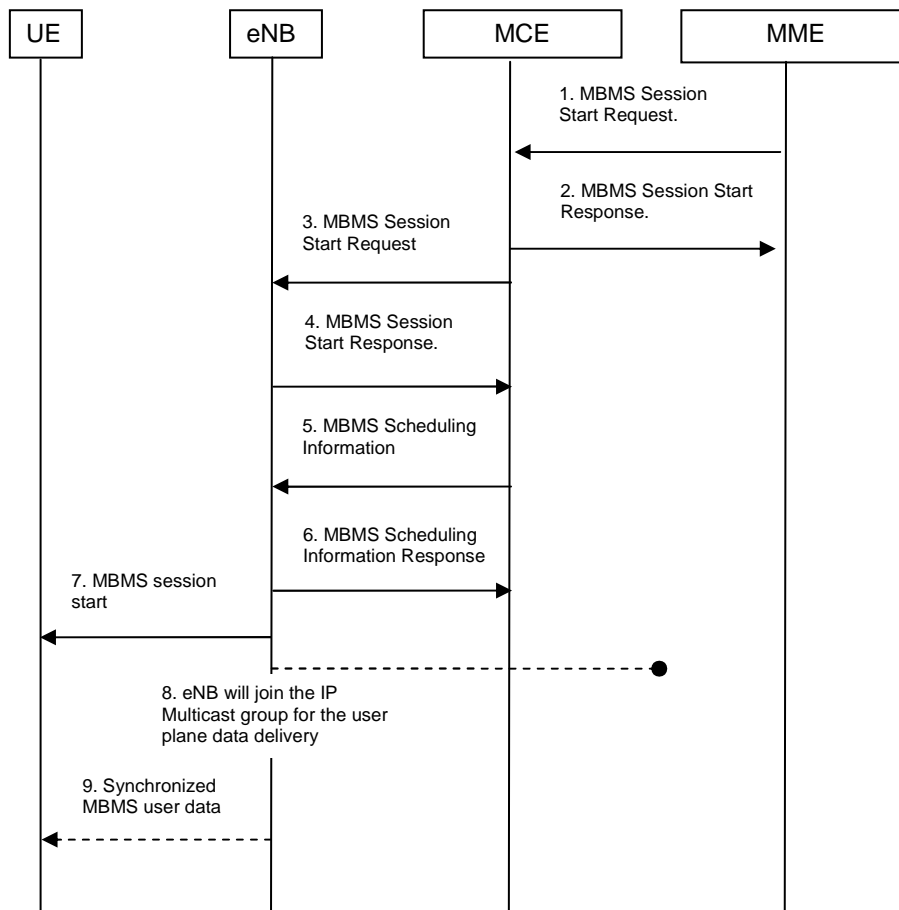 UE
eNB
MCE
MME
1. MBMS Session
Start Request.
2. MBMS Session Start
Response.
3. MBMS Session
Start Request
4. MBMS Session
Start Response.
5. MBMS Scheduling
Information
6. MBMS Scheduling
Information Response
7. MBMS session
start
8. eNB will join the IP
Multicast group for the user
plane data delivery
9. Synchronized
MBMS user data